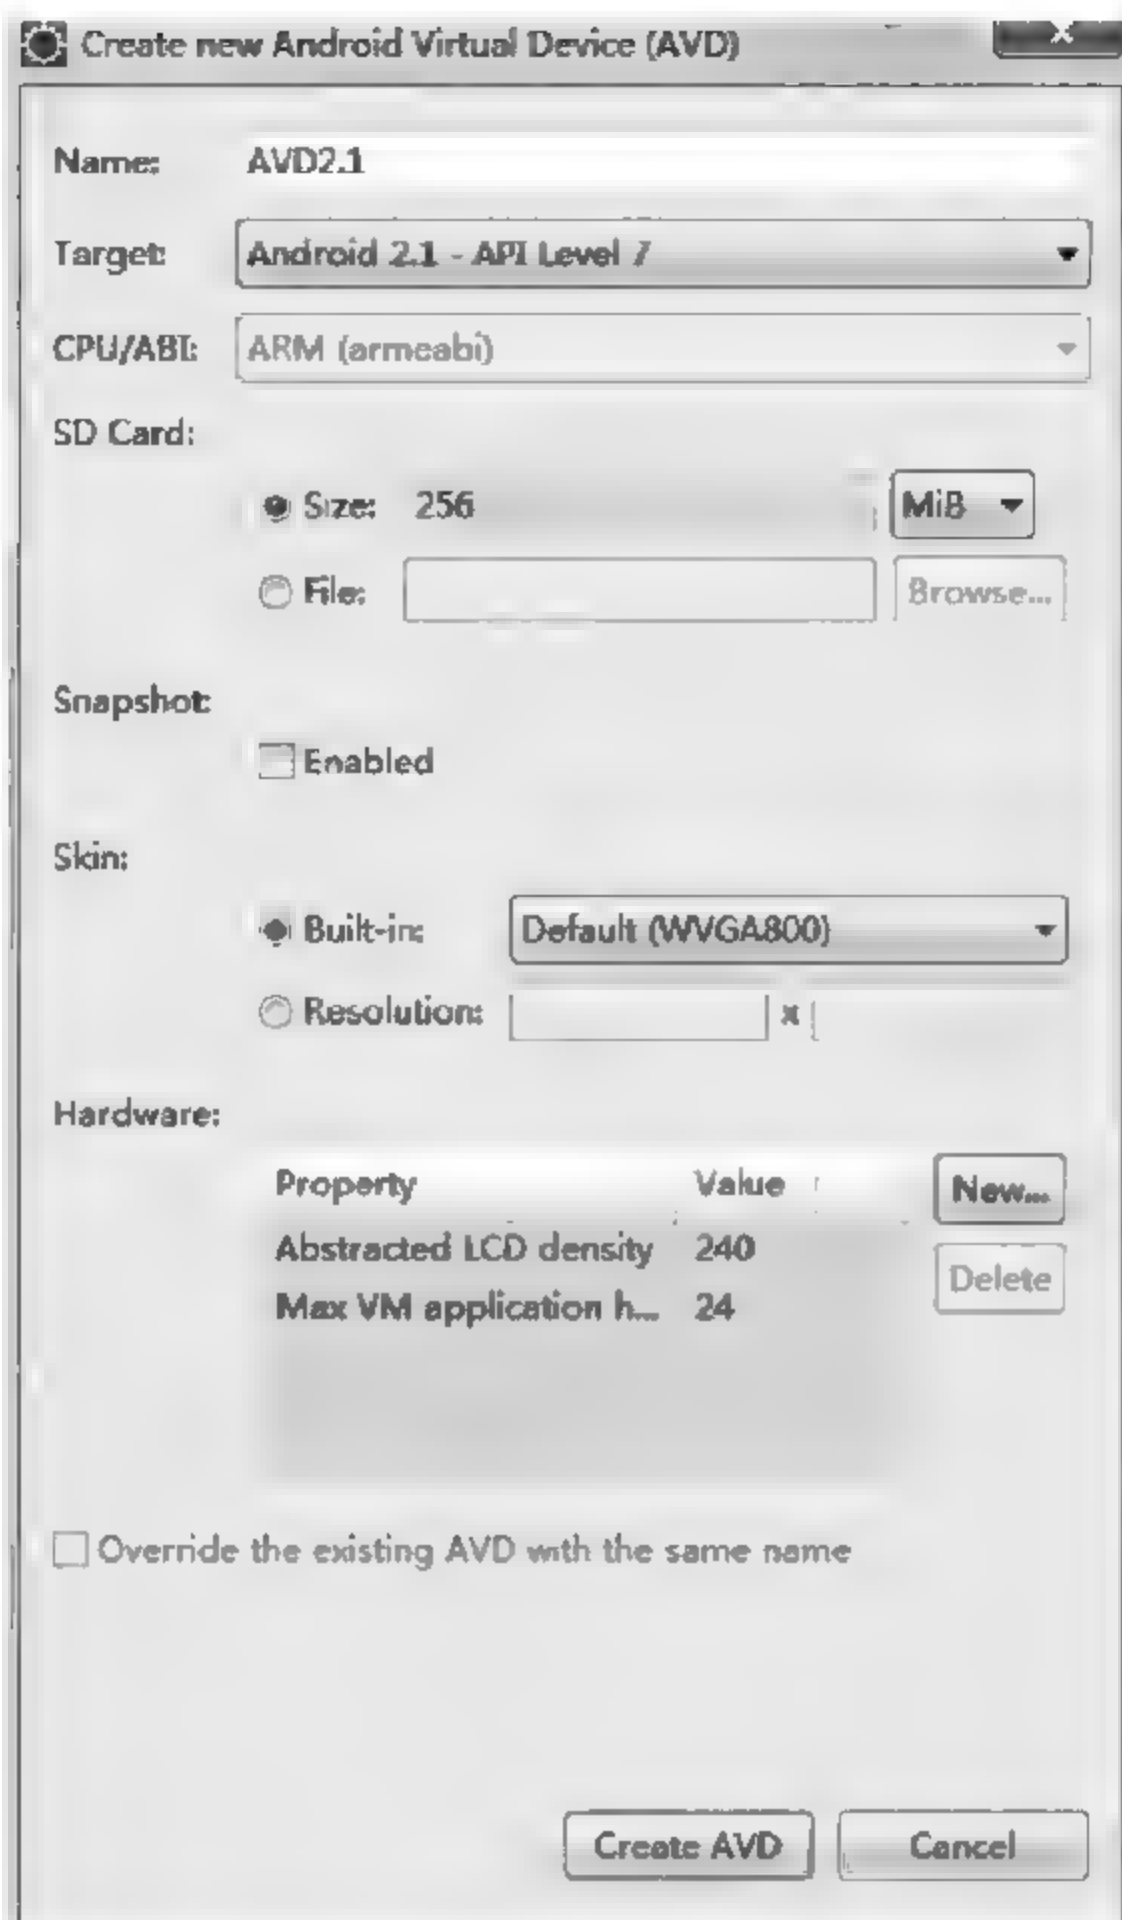 Create new Android Virtual Device (AVD)
x
Name: AVD2.1
Target: Android 2.1 - API Level 7
CPU/ABI: ARM (armeabi)
SD Card:
Size: 256 MiB
File: Browse...
Snapshot:
Enabled
Skin:
Built-in: Default (WVGA800)
Resolution: x
Hardware:
Property Value New...
Abstracted LCD density 240
Delete
Max VM application h... 24
Override the existing AVD with the same name
Create AVD Cancel